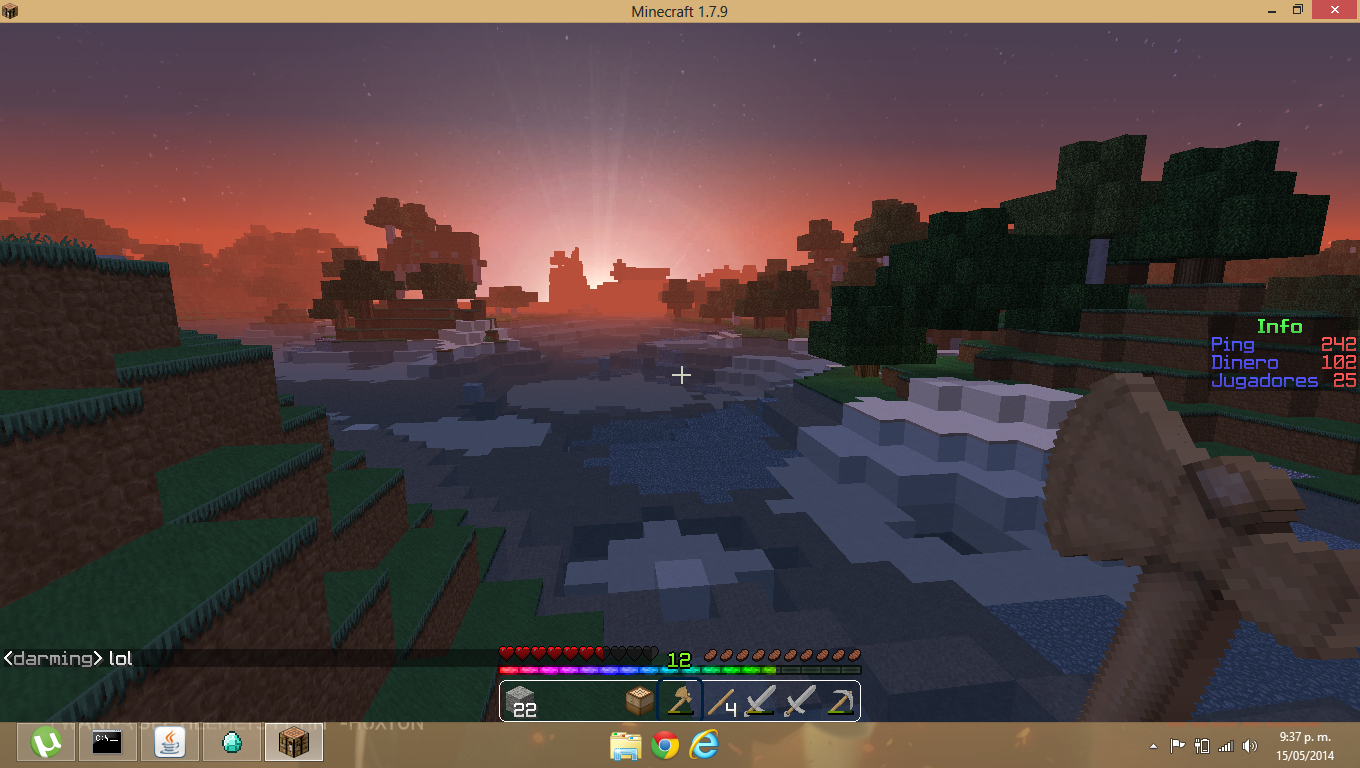 Minecraft 1.7.9
Info
Ping 242
Dinero 102
Jugadores 25
<darming> lol
12
22
4
C:\._
-HUXTON
9:37 p. m.
15/05/2014